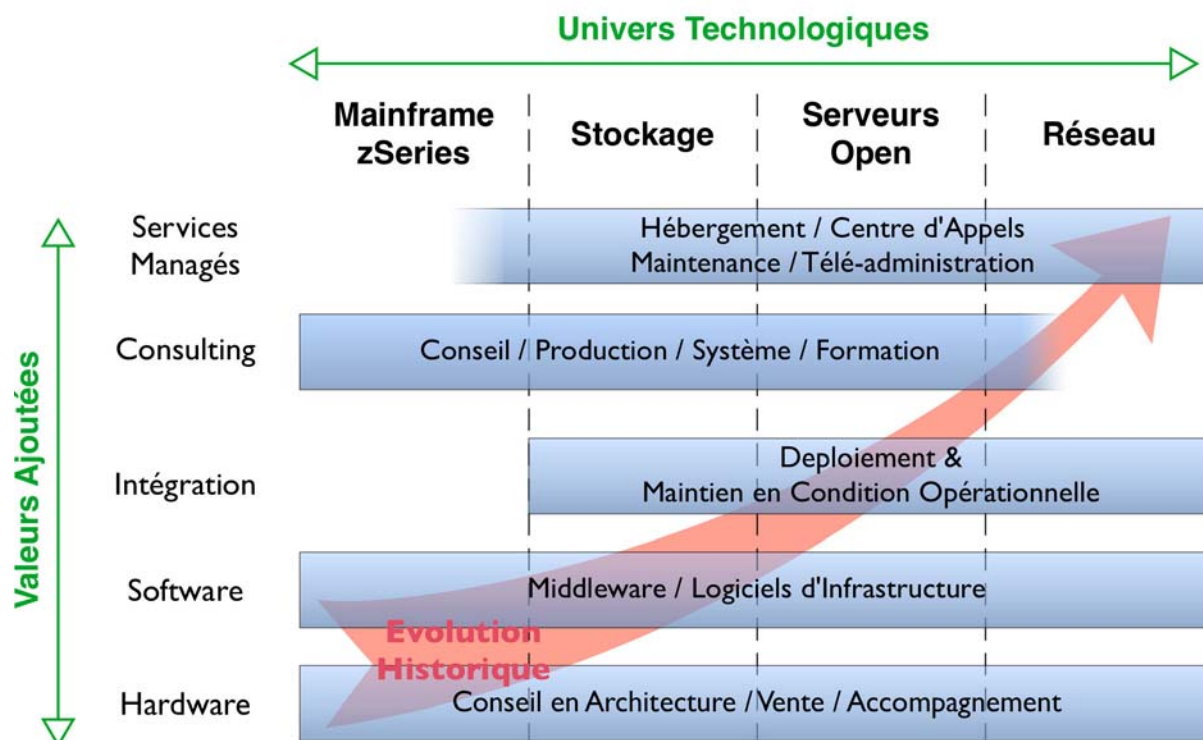 Univers Technologiques
Mainframe
zSeries
Stockage
Serveurs
Open
Réseau
Valeurs Ajoutées
Services
Managés
Hébergement / Centre d'Appels
Maintenance / Télé-administration
Consulting
Conseil / Production / Système / Formation
Intégration
Deploiement &
Maintien en Condition Opérationnelle
Software
Middleware / Logiciels d'Infrastructure
Evolution
Historique
Hardware
Conseil en Architecture / Vente / Accompagnement